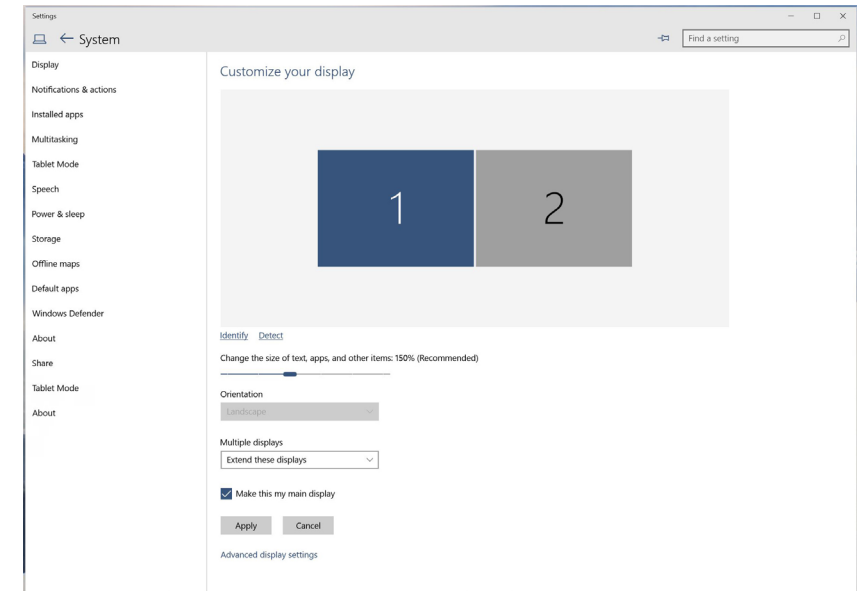 Settings
System
Find a setting
Display
Notifications & actions
Installed apps
Multitasking
Tablet Mode
Speech
Power & sleep
Storage
Offline maps
Default apps
Windows Defender
About
Share
Tablet Mode
About
Customize your display
1 2
Identify Detect
Change the size of text, apps, and other items: 150% (Recommended)
Orientation
Landscape
Multiple displays
Extend these displays
Make this my main display
Apply Cancel
Advanced display settings